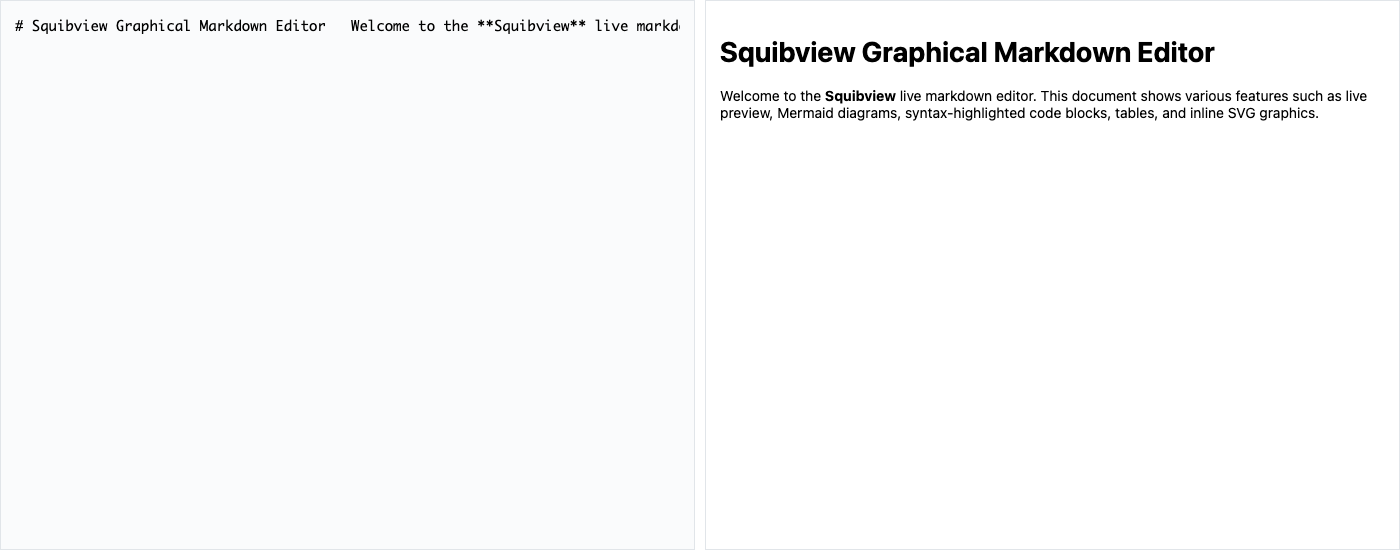 # Squibview Graphical Markdown Editor   Welcome to the **Squibview** live
Squibview Graphical Markdown Editor
Welcome to the Squibview live markdown editor. This document shows various features such as live
preview, Mermaid diagrams, syntax-highlighted code blocks, tables, and inline SVG graphics.